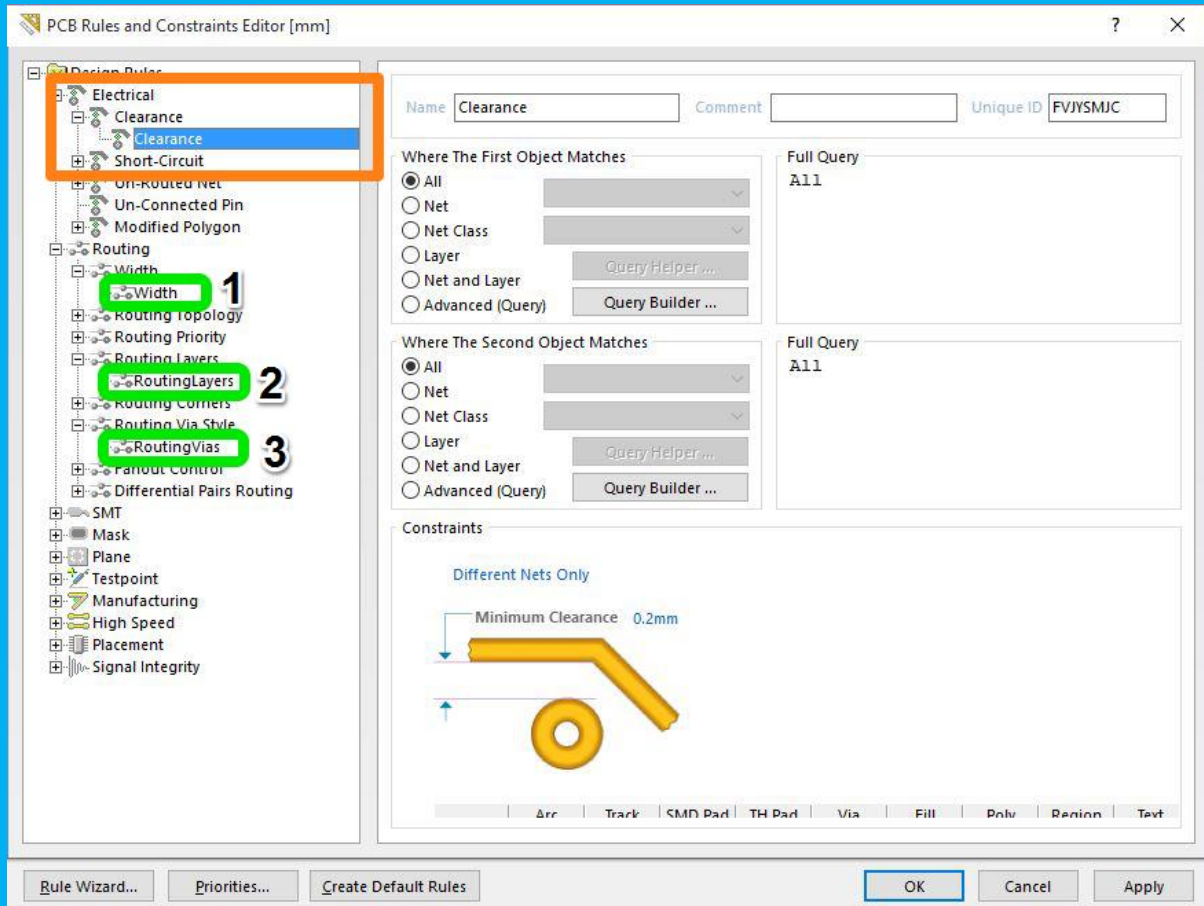 PCB Rules and Constraints Editor [mm]
?
Design Rules
Electrical
Clearance
Clearance
Short-Circuit
Un-Routed Net
Un-Connected Pin
Modified Polygon
Routing
Width
Width
1
Routing Topology
Routing Priority
Routing Layers
RoutingLayers
2
Routing Corners
Routing Via Style
RoutingVias
3
Fanout Control
Differential Pairs Routing
SMT
Mask
Plane
Testpoint
Manufacturing
High Speed
Placement
Signal Integrity
Name Clearance Comment Unique ID FVJYSMJC
Where The First Object Matches
All
Net
Net Class
Layer
Net and Layer
Advanced (Query)
Query Helper ...
Query Builder ...
Full Query
All
Where The Second Object Matches
All
Net
Net Class
Layer
Net and Layer
Advanced (Query)
Query Helper ...
Query Builder ...
Full Query
All
Constraints
Different Nets Only
Minimum Clearance 0.2mm
Arc Track SMD Pad TH Pad Via Fill Poly Region Text
Rule Wizard... Priorities... Create Default Rules OK Cancel Apply